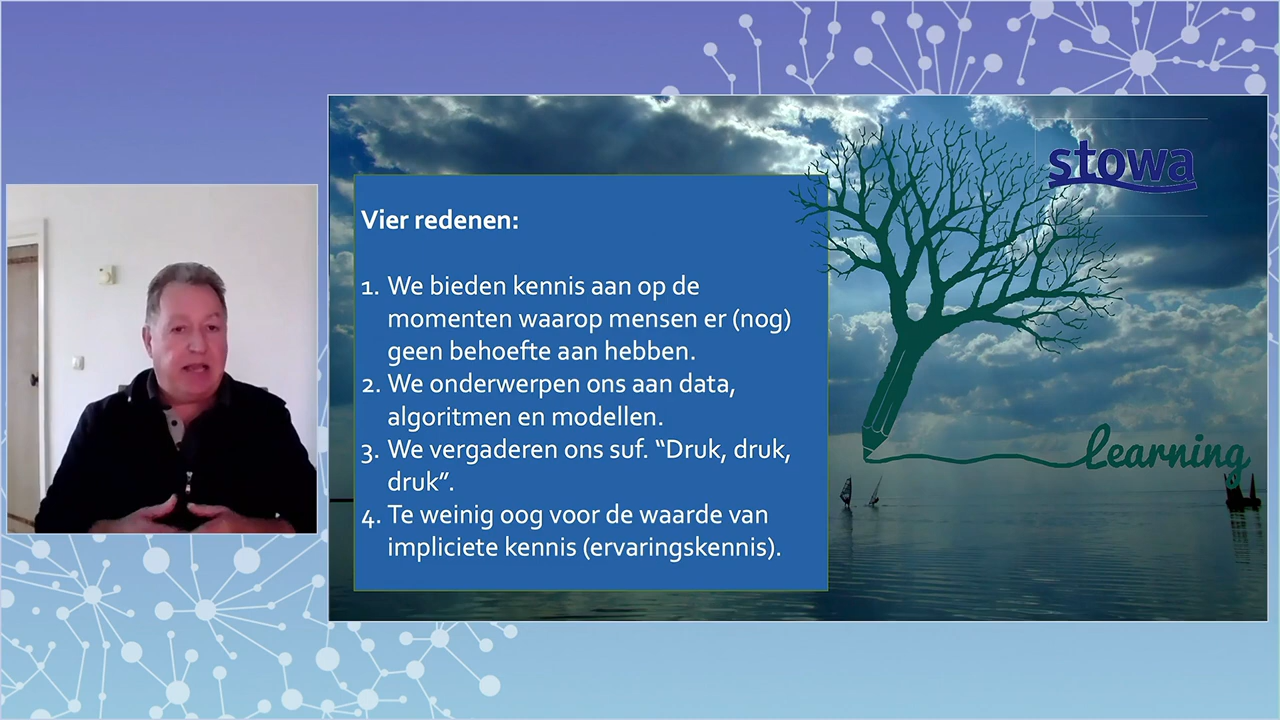 stowa
Vier redenen:
1. We bieden kennis aan op de
momenten waarop mensen er (nog)
geen behoefte aan hebben.
2. We onderwerpen ons aan data,
algoritmen en modellen.
3. We vergaderen ons suf. “Druk, druk,
druk”.
4. Te weinig oog voor de waarde van
impliciete kennis (ervaringskennis).
learning